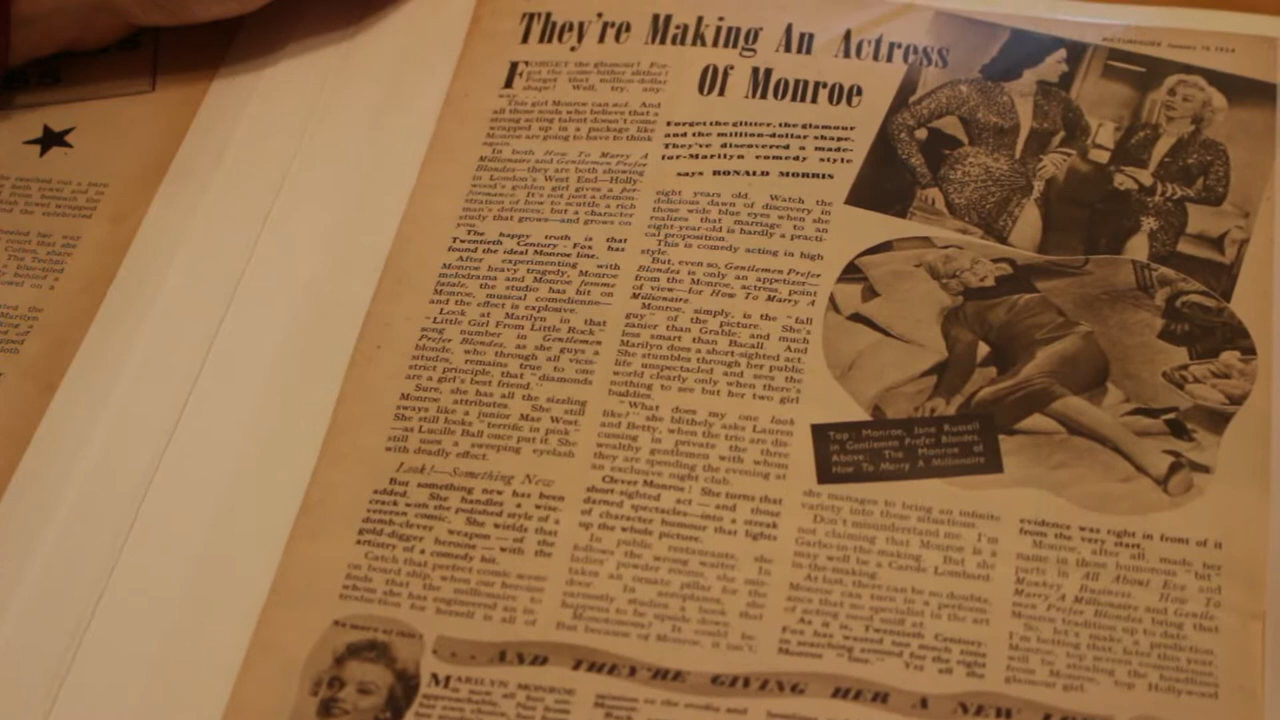 They're Making An Actress
Of Monroe
PICTUREGOER January 16 1954
FORGET the glamour! For-
get the come-hither slither!
Forget that million-dollar
shape! Well, try, any-
way . . .
This girl Monroe can act. And
all those souls who believe that a
strong acting talent doesn't come
wrapped up in a package like
Monroe are going to have to think
again.
In both How To Marry A
Millionaire and Gentlemen Prefer
Blondes—they are both showing
in London's West End—Holly-
wood's golden girl gives a per-
formance. It's not just a demon-
stration of how to scuttle a rich
man's defences; but a character
study that grows—and grows on
you.
The happy truth is that
Twentieth Century-Fox has
found the ideal Monroe line.
After experimenting with
Monroe heavy tragedy, Monroe
melodrama and Monroe femme
fatale, the studio has hit on
Monroe, musical comedienne—
and the effect is explosive.
Look at Marilyn in that
"Little Girl From Little Rock"
song number in Gentlemen
Prefer Blondes, as she guys a
blonde, who through all vicis-
situdes, remains true to one
strict principle, that "diamonds
are a girl's best friend."
Sure, she has all the sizzling
Monroe attributes. She still
sways like a junior Mae West.
She still looks "terrific in pink"
—as Lucille Ball once put it. She
still uses a sweeping eyelash
with deadly effect.
Look!—Something New
But something new has been
added. She handles a wise-
crack with the polished style of a
veteran comic. She wields that
dumb-clever weapon—of the
gold-digger heroine—with the
artistry of a comedy hit.
Catch that perfect comic scene
on board ship, when our heroine
finds that the millionaire to
whom she has engineered an in-
troduction for herself is all of
Forget the glitter, the glamour
and the million-dollar shape.
They've discovered a made-
for-Marilyn comedy style
says RONALD MORRIS
eight years old. Watch the
delicious dawn of discovery in
those wide blue eyes when she
realizes that marriage to an
eight-year-old is hardly a practi-
cal proposition.
This is comedy acting in high
style.
But, even so, Gentlemen Prefer
Blondes is only an appetizer—
from the Monroe, actress, point
of view—for How To Marry A
Millionaire.
Monroe, simply, is the "fall
guy" of the picture. She's
zanier than Grable; and much
less smart than Bacall. And
Marilyn does a short-sighted act.
She stumbles through her public
life unspectacled and sees the
world clearly only when there's
nothing to see but her two girl
buddies.
"What does my one look
like?" she blithely asks Lauren
and Betty, when the trio are dis-
cussing in private the three
wealthy gentlemen with whom
they are spending the evening at
an exclusive night club.
Clever Monroe! She turns that
short-sighted act—and those
darned spectacles—into a streak
of character humour that lights
up the whole picture.
In public restaurants, she
follows the wrong waiter. In
ladies' powder rooms, she mis-
takes an ornate pillar for the
door. In aeroplanes, she
earnestly studies a book that
happens to be upside down.
Monotonous? It could be.
But because of Monroe, it isn't.
Top: Monroe, Jane Russell
in Gentlemen Prefer Blondes.
Above: The Monroe of
How To Marry A Millionaire
she manages to bring an infinite
variety into these situations.
Don't misunderstand me. I'm
not claiming that Monroe is a
Garbo-in-the-making. But she
may well be a Carole Lombard-
in-the-making.
At last, there can be no doubt,
Monroe can turn in a perform-
ance that no specialist in the art
of acting need sniff at.
As it is, Twentieth Century-
Fox has wasted too much time
in searching around for the right
Monroe "line." Yet all the
evidence was right in front of it
from the very start.
Monroe, after all, made her
name in those humorous "bit"
parts in All About Eve and
Monkey Business. How To
Marry A Millionaire and Gentle-
men Prefer Blondes bring that
Monroe tradition up to date.
So, let's make a prediction.
I'm betting that, later this year,
Monroe, top screen comedienne,
will be stealing the headlines
from Monroe, top Hollywood
glamour girl.
No more of this!
. . . AND THEY'RE GIVING HER A NEW
MARILYN MONROE